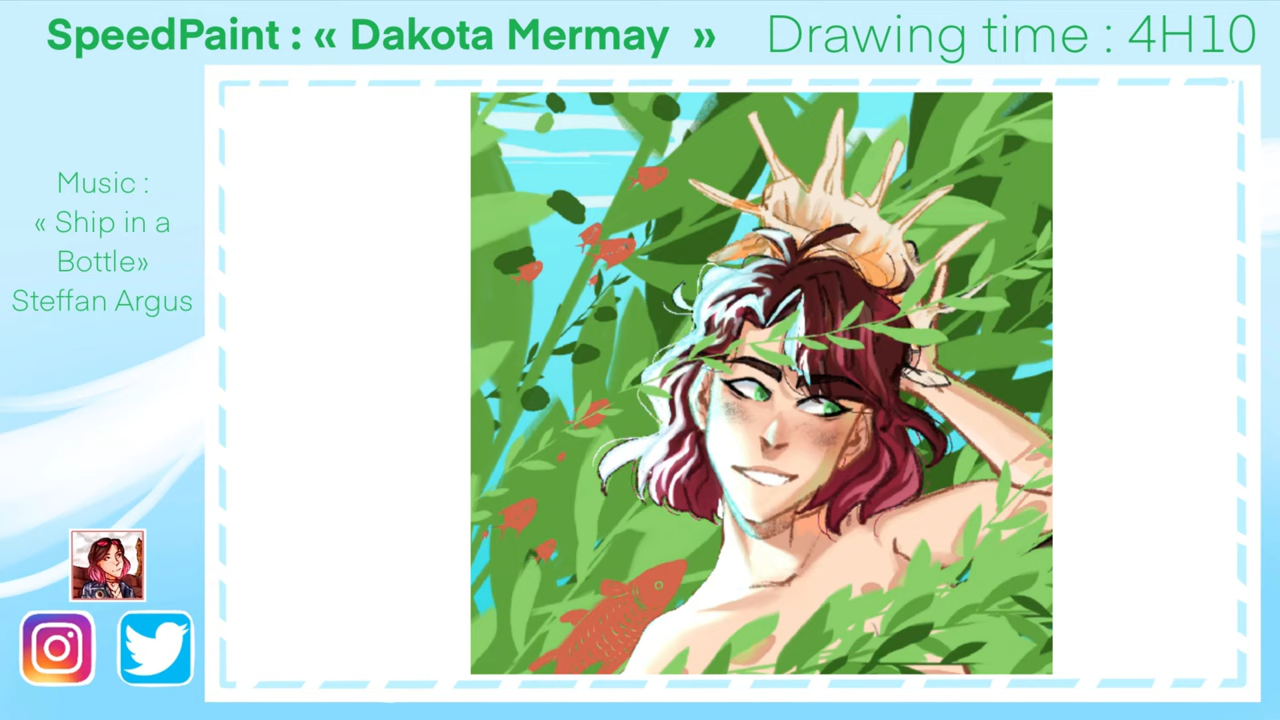 SpeedPaint : « Dakota Mermay »
Drawing time : 4H10
Music :
« Ship in a
Bottle»
Steffan Argus